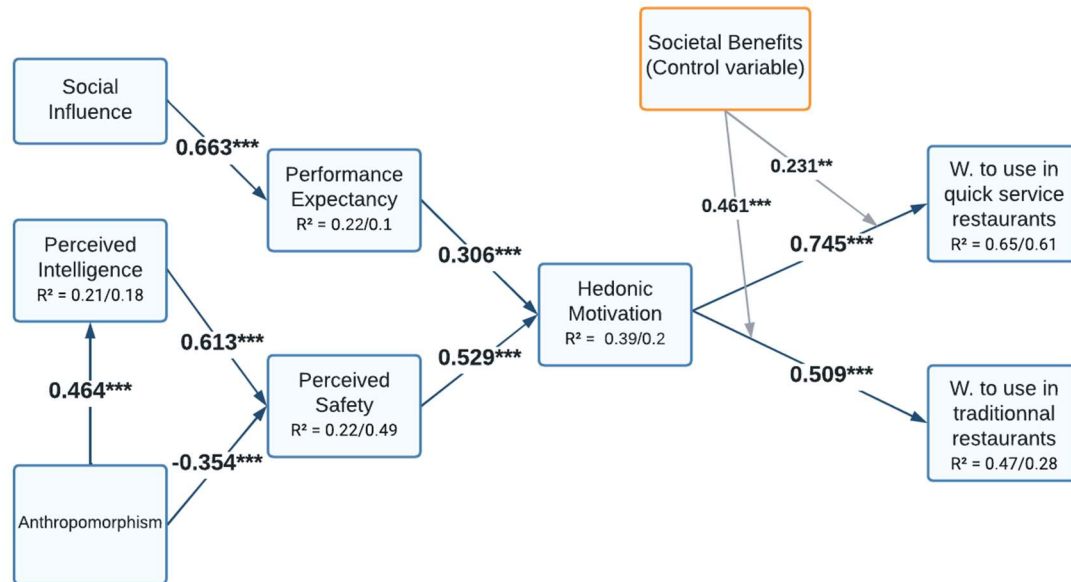 Societal Benefits
(Control variable)
Social
Influence
0.663***
Performance
Expectancy
R² = 0.22/0.1
0.231**
0.461***
W. to use in
quick service
restaurants
R² = 0.65/0.61
Perceived
Intelligence
R² = 0.21/0.18
0.306***
0.745***
Hedonic
Motivation
R² = 0.39/0.2
0.613***
0.464***
Perceived
Safety
R² = 0.22/0.49
0.529***
0.509***
W. to use in
traditionnal
restaurants
R² = 0.47/0.28
-0.354***
Anthropomorphism